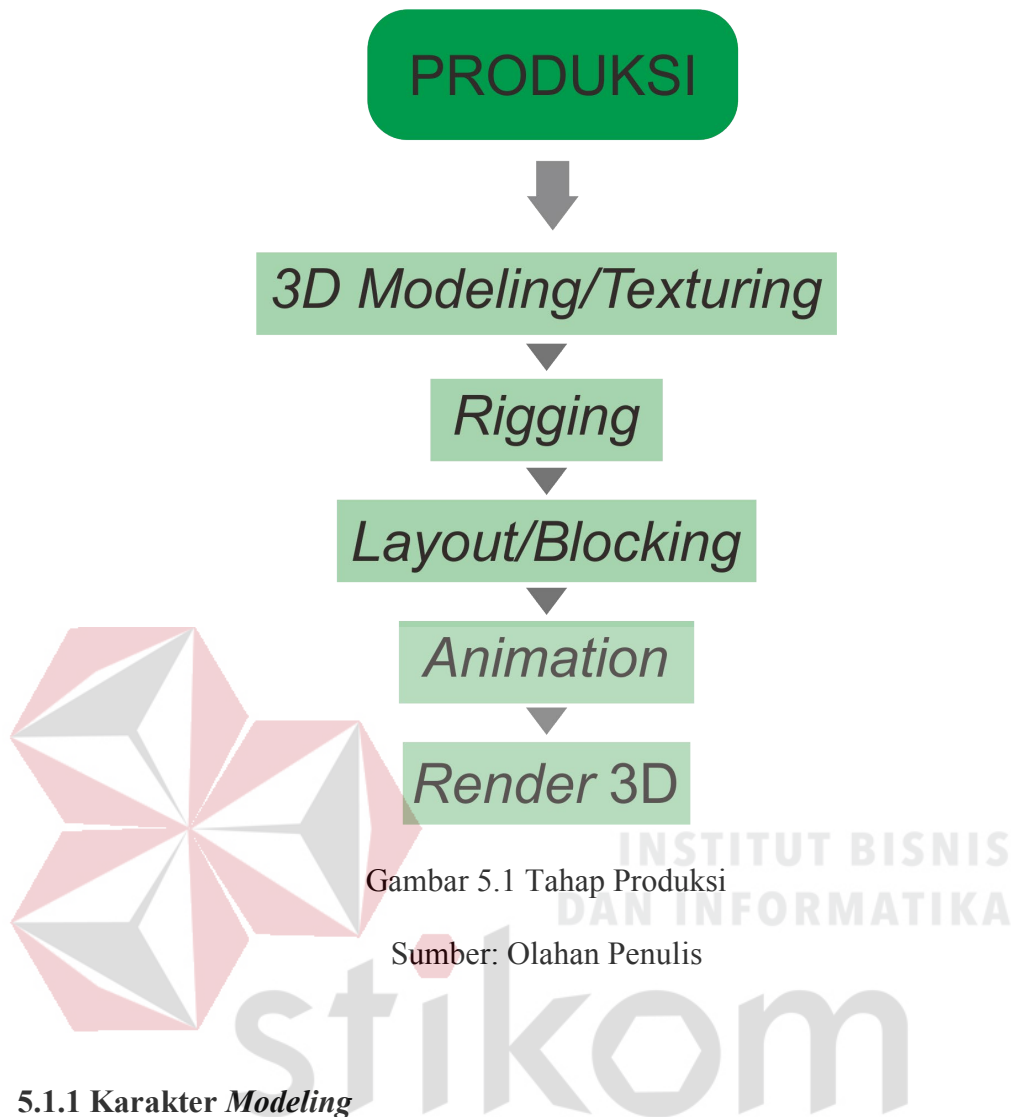 PRODUKSI
3D Modeling/Texturing
Rigging
Layout/Blocking
Animation
Render 3D
INSTITUT BISNIS
Gambar 5.1 Tahap Produksi
DAN INFORMATIKA
Sumber: Olahan Penulis
stikom
5.1.1 Karakter Modeling